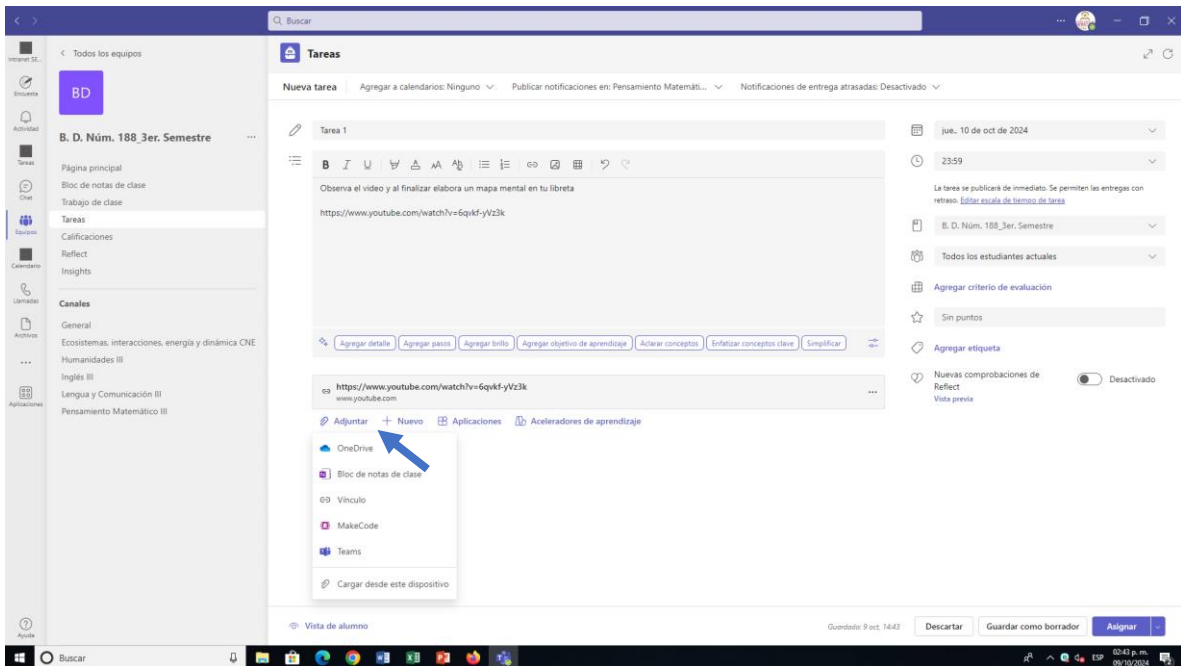 Buscar
Intranet SE...
Encuesta
Actividad
Tareas
Chat
Equipos
Calendario
Llamadas
Archivos
Aplicaciones
Ayuda
Todos los equipos
BD
B. D. Núm. 188_3er. Semestre
Página principal
Bloc de notas de clase
Trabajo de clase
Tareas
Calificaciones
Reflect
Insights
Canales
General
Ecosistemas, interacciones, energía y dinámica CNE
Humanidades III
Inglés III
Lengua y Comunicación III
Pensamiento Matemático III
Tareas
Nueva tarea Agregar a calendarios: Ninguno Publicar notificaciones en: Pensamiento Matemáti... Notificaciones de entrega atrasadas: Desactivado
Tarea 1
Observa el video y al finalizar elabora un mapa mental en tu libreta
https://www.youtube.com/watch?v=6qvkf-yVz3k
Agregar detalle Agregar pasos Agregar brillo Agregar objetivo de aprendizaje Aclarar conceptos Enfatizar conceptos clave Simplificar
https://www.youtube.com/watch?v=6qvkf-yVz3k
www.youtube.com
Adjuntar + Nuevo Aplicaciones Aceleradores de aprendizaje
OneDrive
Bloc de notas de clase
Vínculo
MakeCode
Teams
Cargar desde este dispositivo
jue., 10 de oct de 2024
23:59
La tarea se publicará de inmediato. Se permiten las entregas con
retraso. Editar escala de tiempo de tarea
B. D. Núm. 188_3er. Semestre
Todos los estudiantes actuales
Agregar criterio de evaluación
Sin puntos
Agregar etiqueta
Nuevas comprobaciones de
Reflect
Vista previa
Desactivado
Vista de alumno
Guardado: 9 oct, 14:43 Descartar Guardar como borrador Asignar
Buscar
ESP
02:43 p. m.
09/10/2024